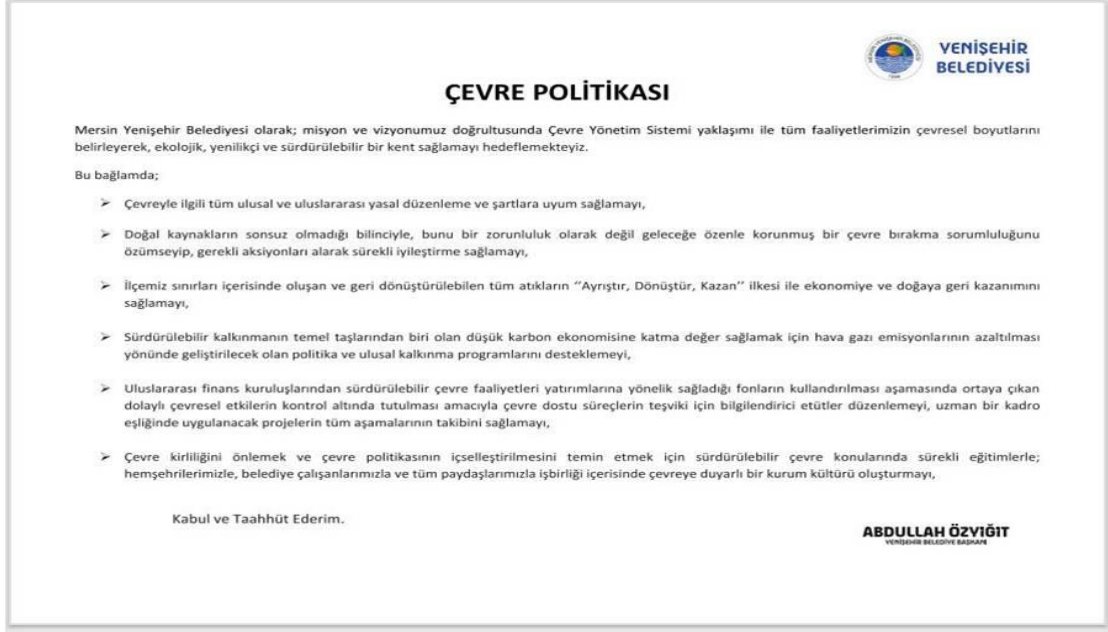 YENİŞEHİR
BELEDİYESİ
ÇEVRE POLİTİKASI
Mersin Yenişehir Belediyesi olarak; misyon ve vizyonumuz doğrultusunda Çevre Yönetim Sistemi yaklaşımı ile tüm faaliyetlerimizin çevresel boyutlarını
belirleyerek, ekolojik, yenilikçi ve sürdürülebilir bir kent sağlamayı hedeflemekteyiz.
Bu bağlamda;
➤ Çevreyle ilgili tüm ulusal ve uluslararası yasal düzenleme ve şartlara uyum sağlamayı,
➤ Doğal kaynakların sonsuz olmadığı bilinciyle, bunu bir zorunluluk olarak değil geleceğe özenle korunmuş bir çevre bırakma sorumluluğunu
özümseyip, gerekli aksiyonları alarak sürekli iyileştirme sağlamayı,
➤ İlçemiz sınırları içerisinde oluşan ve geri dönüştürülebilen tüm atıkların ‘‘Ayrıştır, Dönüştür, Kazan’’ ilkesi ile ekonomiye ve doğaya geri kazanımını
sağlamayı,
➤ Sürdürülebilir kalkınmanın temel taşlarından biri olan düşük karbon ekonomisine katma değer sağlamak için hava gazı emisyonlarının azaltılması
yönünde geliştirilecek olan politika ve ulusal kalkınma programlarını desteklemeyi,
➤ Uluslararası finans kuruluşlarından sürdürülebilir çevre faaliyetleri yatırımlarına yönelik sağladığı fonların kullandırılması aşamasında ortaya çıkan
dolaylı çevresel etkilerin kontrol altında tutulması amacıyla çevre dostu süreçlerin teşviki için bilgilendirici etütler düzenlemeyi, uzman bir kadro
eşliğinde uygulanacak projelerin tüm aşamalarının takibini sağlamayı,
➤ Çevre kirliliğini önlemek ve çevre politikasının içselleştirilmesini temin etmek için sürdürülebilir çevre konularında sürekli eğitimlerle;
hemşehrilerimizle, belediye çalışanlarımızla ve tüm paydaşlarımızla işbirliği içerisinde çevreye duyarlı bir kurum kültürü oluşturmayı,
Kabul ve Taahhüt Ederim.
ABDULLAH ÖZYİĞİT
YENİŞEHİR BELEDİYE BAŞKANI